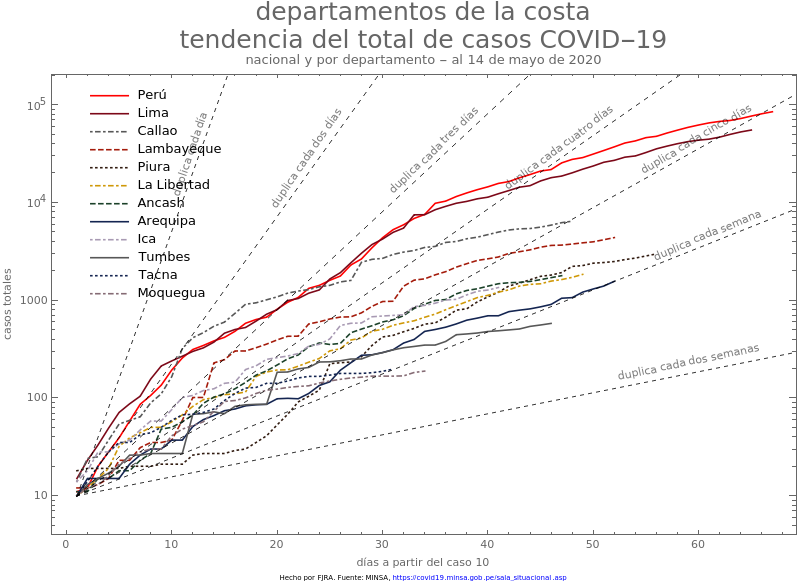 departamentos de la costa
tendencia del total de casos COVID−19
nacional y por departamento − al 14 de mayo de 2020
casos totales
10^5
10^4
1000
100
10
Perú
Lima
Callao
Lambayeque
Piura
La Libertad
Ancash
Arequipa
Ica
Tumbes
Tacna
Moquegua
duplica cada día
duplica cada dos días
duplica cada tres días
duplica cada cuatro días
duplica cada cinco días
duplica cada semana
duplica cada dos semanas
0 10 20 30 40 50 60
días a partir del caso 10
Hecho por FJRA. Fuente: MINSA, https://covid19.minsa.gob.pe/sala_situacional.asp